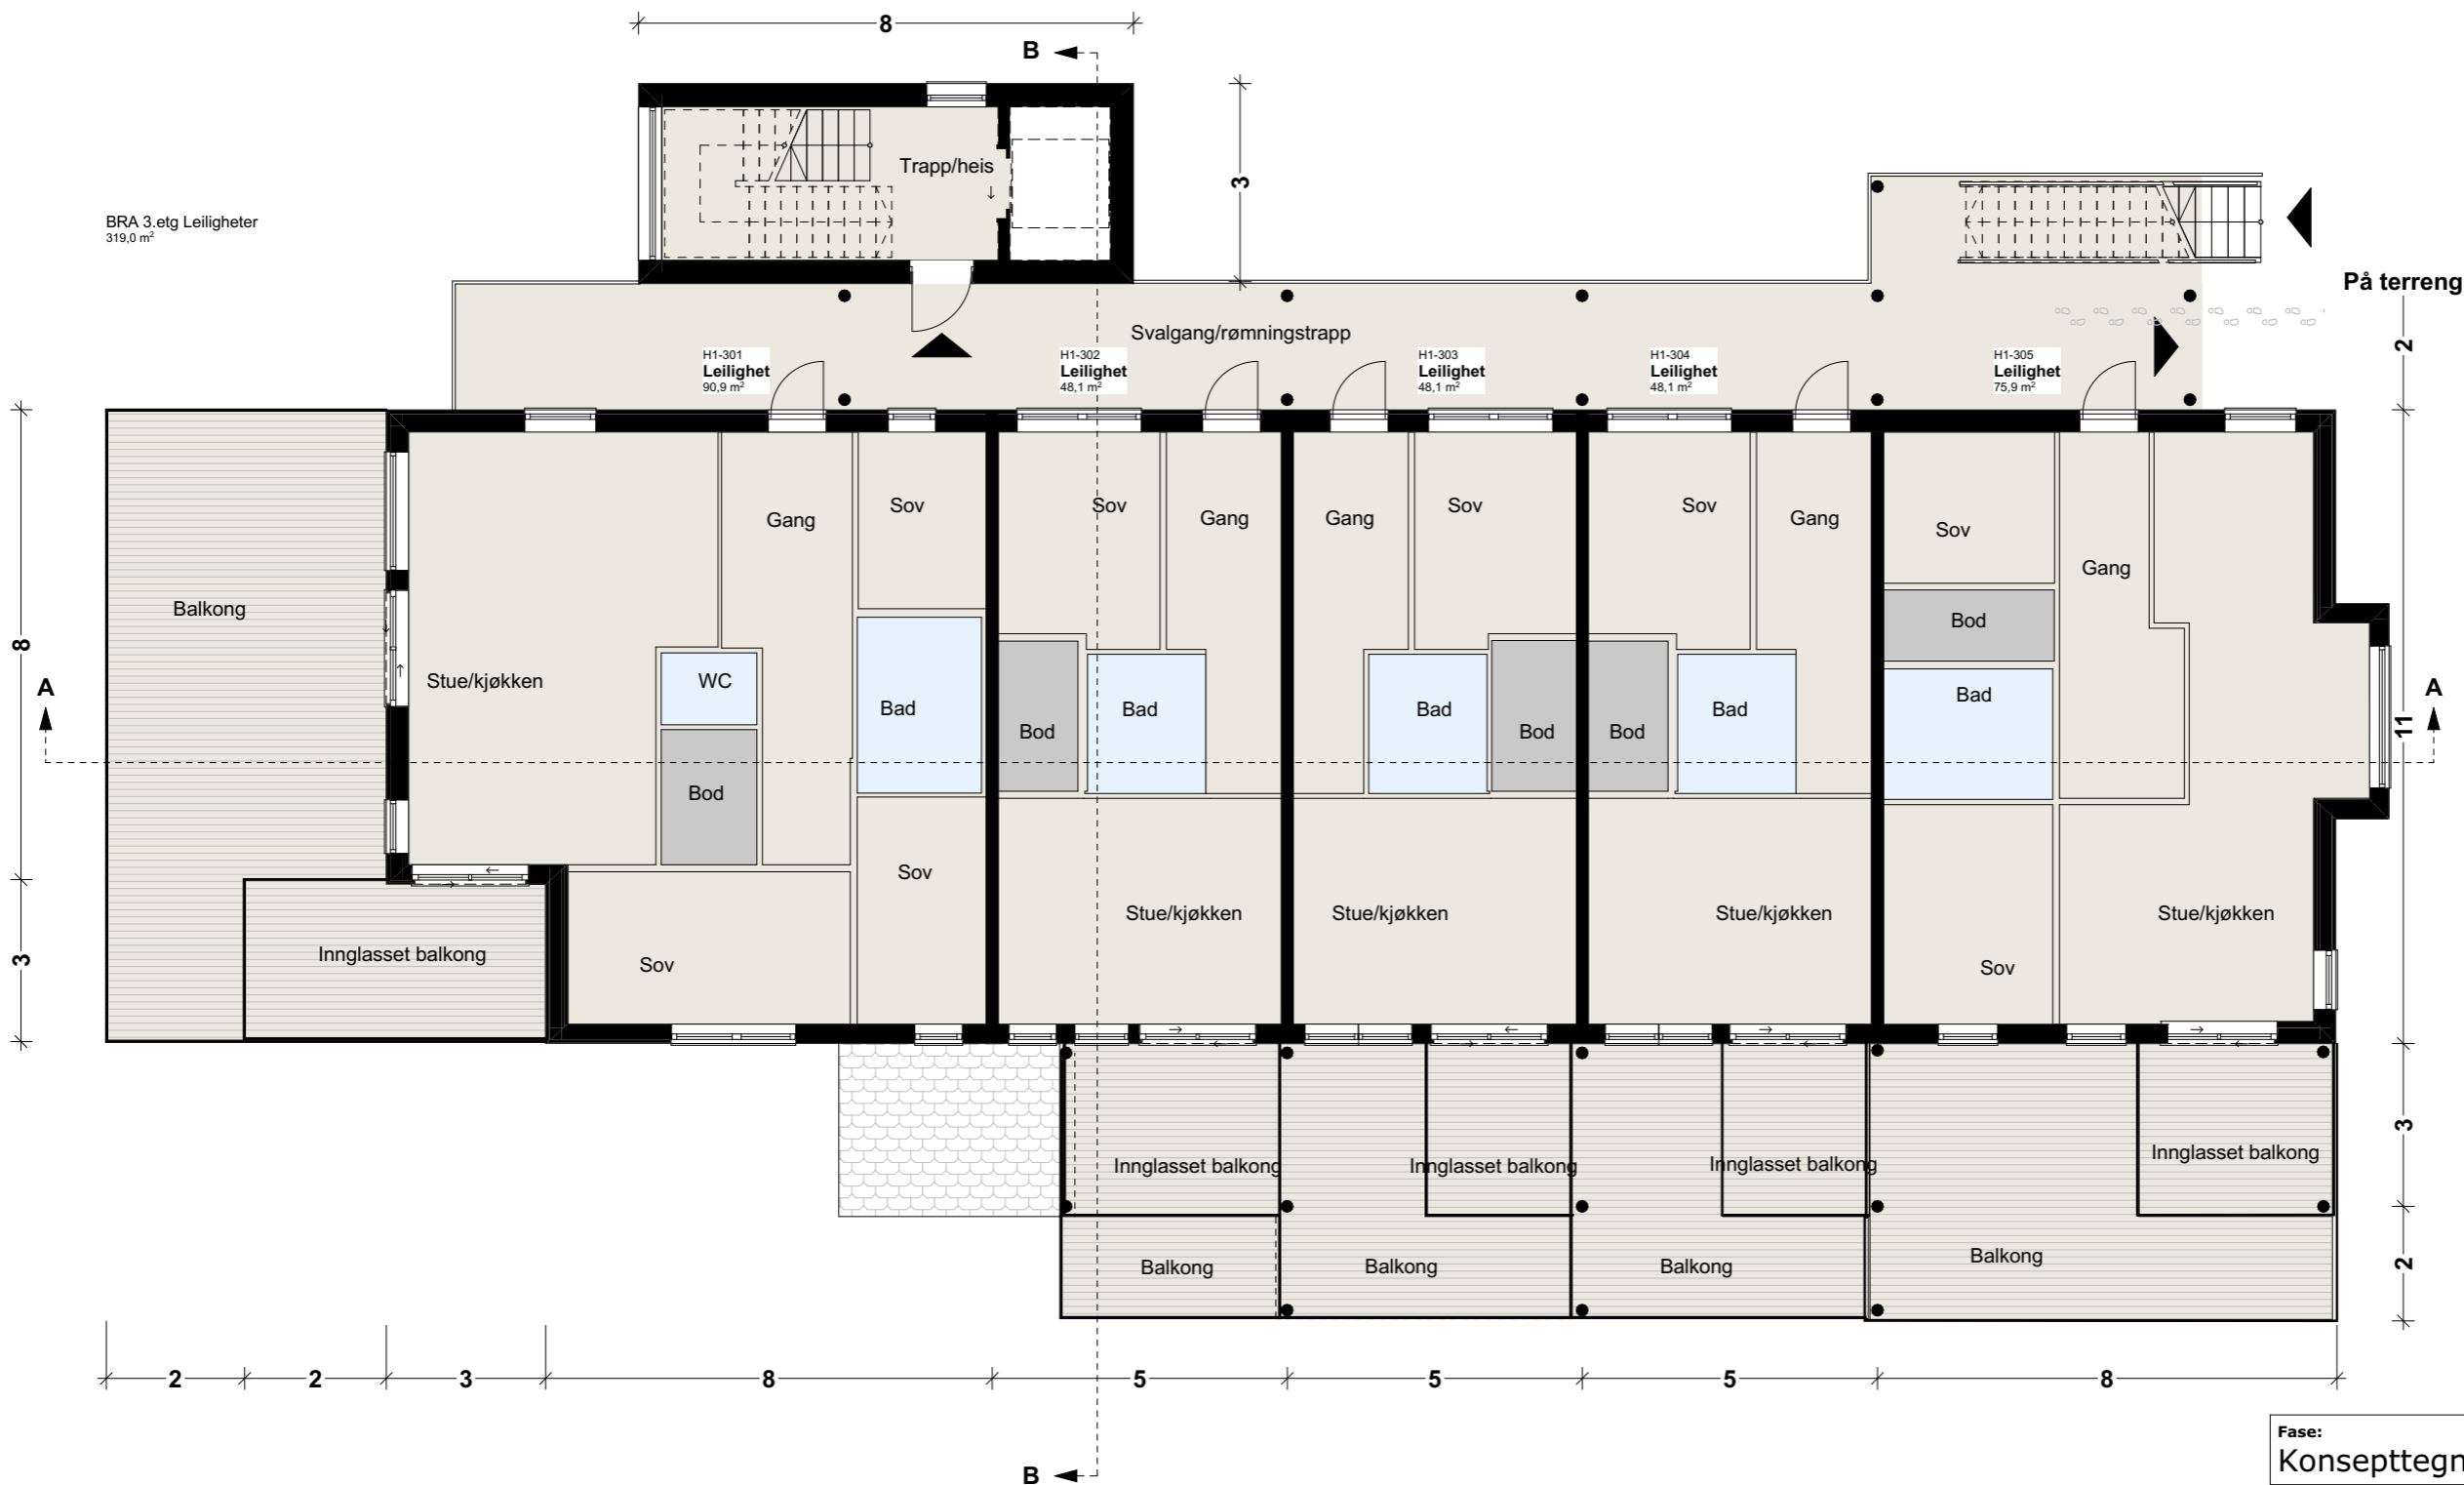 8
B
Trapp/heis
3
BRA 3.etg Leiligheter
319,0 m²
På terreng
Svalgang/rømningstrapp
2
H1-301
Leilighet
90,9 m²
H1-302
Leilighet
48,1 m²
H1-303
Leilighet
48,1 m²
H1-304
Leilighet
48,1 m²
H1-305
Leilighet
75,9 m²
Sov
Sov
Sov
Sov
Gang
Gang
Gang
Gang
Sov
Gang
Balkong
Bod
8
Stue/kjøkken
WC
A
Bad
Bad
Bad
Bad
Bad
A
11
Bod
Bod
Bod
Bod
Sov
Stue/kjøkken
Stue/kjøkken
Stue/kjøkken
Stue/kjøkken
3
Innglasset balkong
Sov
Sov
3
Innglasset balkong
Innglasset balkong
Innglasset balkong
Innglasset balkong
Balkong
Balkong
Balkong
Balkong
2
2
2
3
8
5
5
5
8
B
Fase:
Konsepttegn